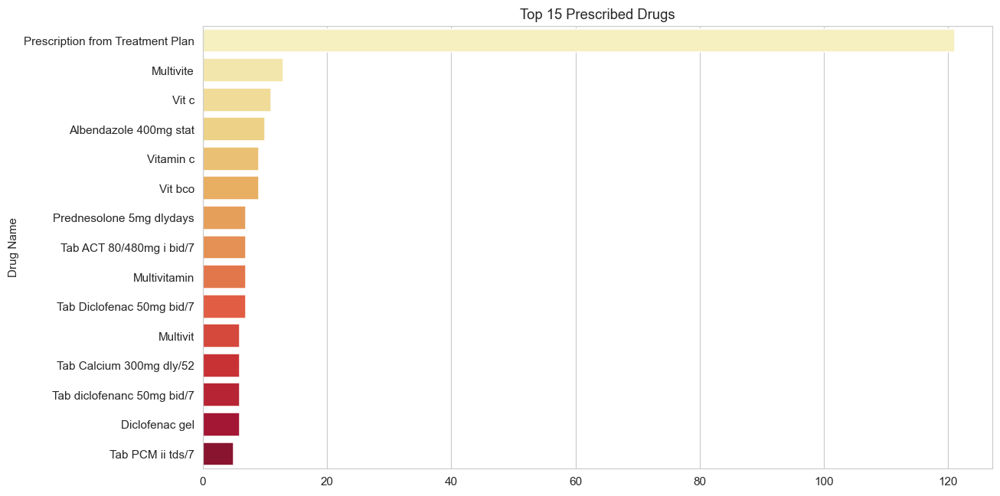 Top 15 Prescribed Drugs
Drug Name
Prescription from Treatment Plan
Multivite
Vit c
Albendazole 400mg stat
Vitamin c
Vit bco
Prednesolone 5mg dlydays
Tab ACT 80/480mg i bid/7
Multivitamin
Tab Diclofenac 50mg bid/7
Multivit
Tab Calcium 300mg dly/52
Tab diclofenanc 50mg bid/7
Diclofenac gel
Tab PCM ii tds/7
0 20 40 60 80 100 120